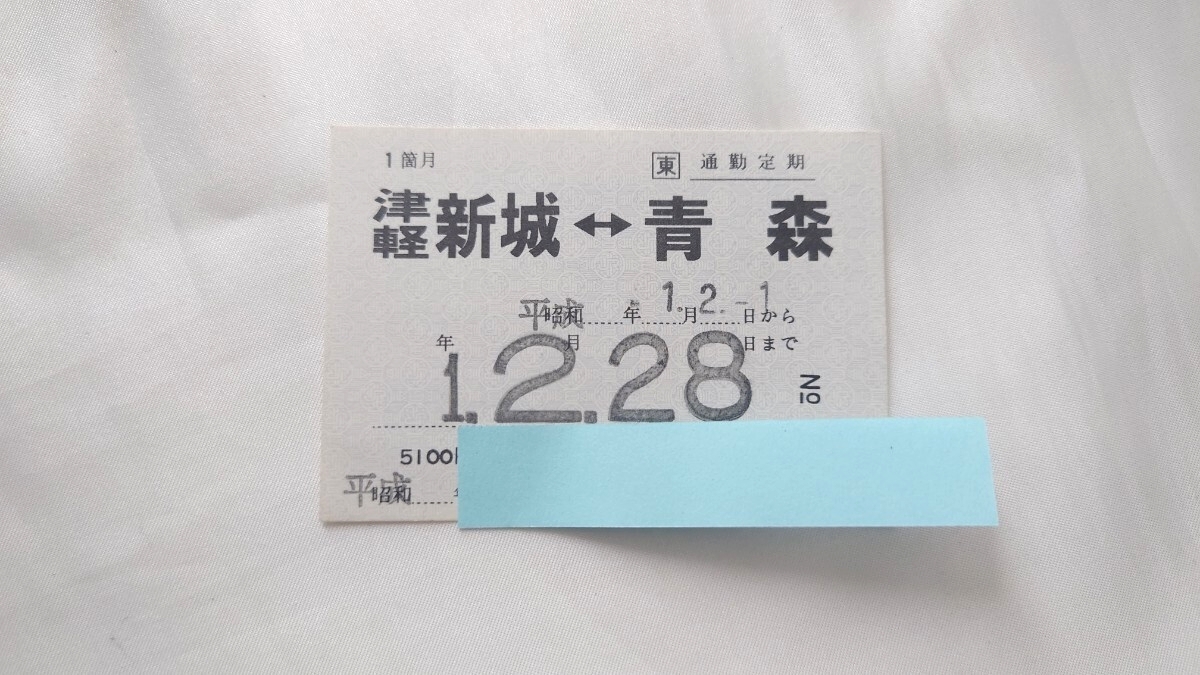 1箇月 東 通勤定期
津軽新城↔青森
平成 昭和 年 月 日から 1.2.-1
年 月 日まで 1.2.28
№10
5100
平成 昭和